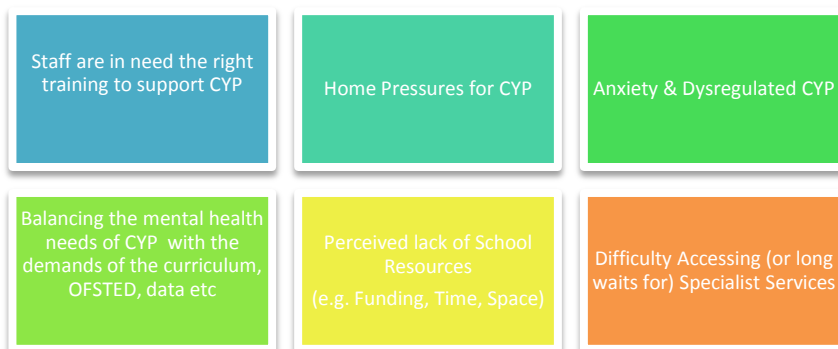 Staff are in need the right
training to support CYP
Home Pressures for CYP
Anxiety & Dysregulated CYP
Balancing the mental health
needs of CYP with the
demands of the curriculum,
OFSTED, data etc
Perceived lack of School
Resources
(e.g. Funding, Time, Space)
Difficulty Accessing (or long
waits for) Specialist Services